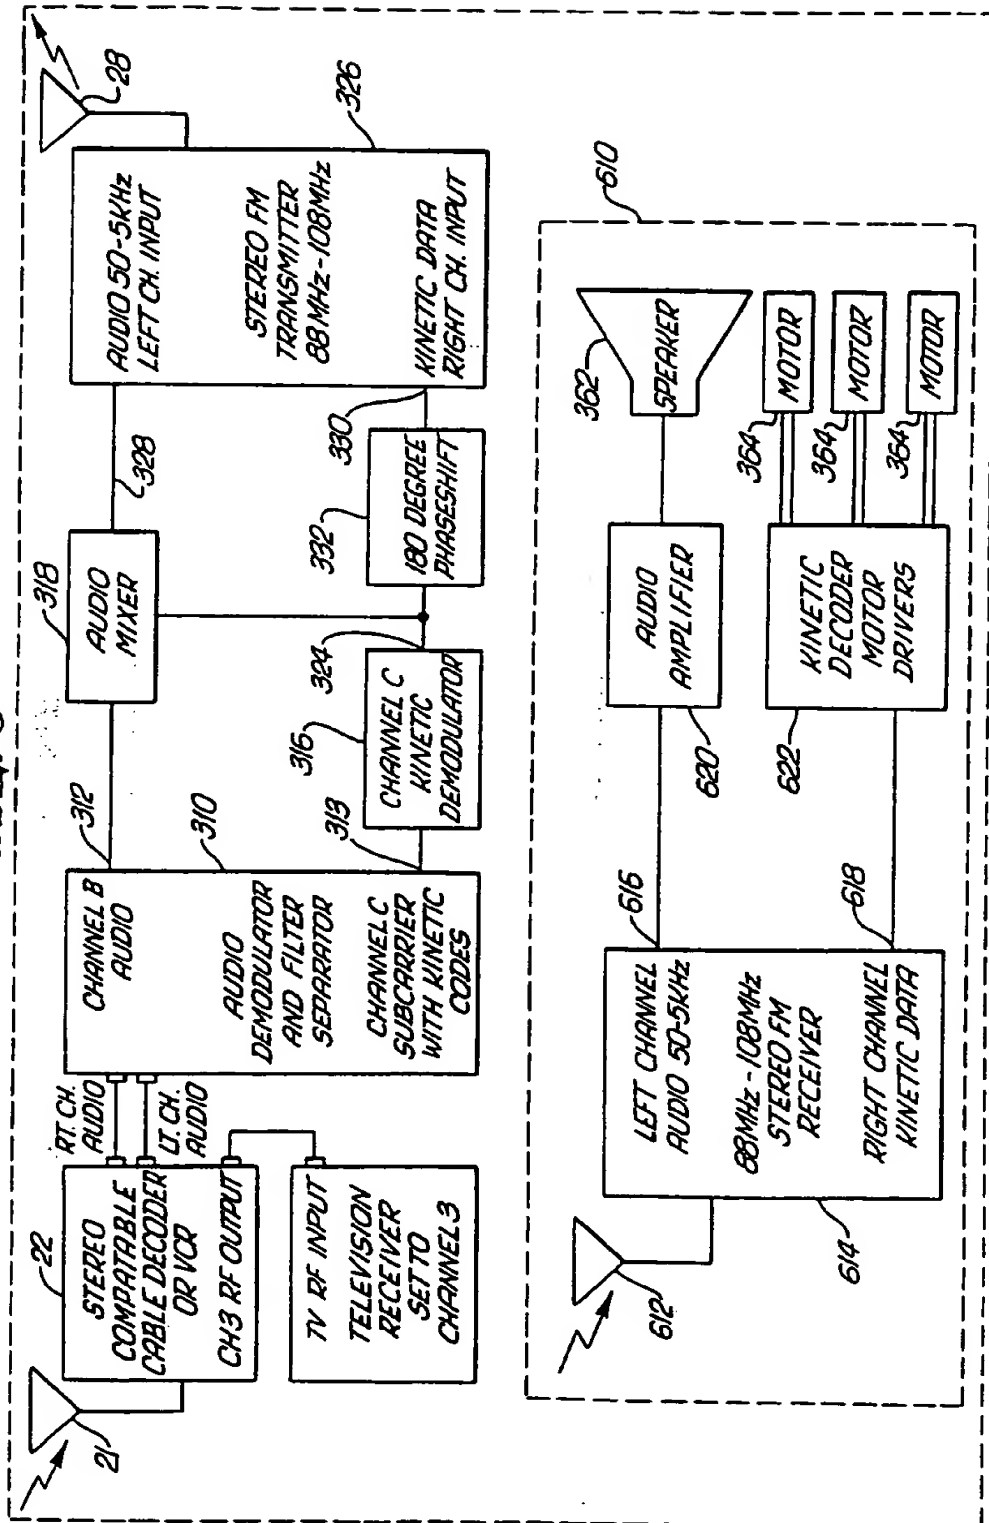 21
22
STEREO
COMPATABLE
CABLE DECODER
OR VCR
CH3 RF OUTPUT
RT. CH.
AUDIO
LT. CH.
AUDIO
TV RF INPUT
TELEVISION
RECEIVER
SET TO
CHANNEL 3
CHANNEL B
AUDIO
AUDIO
DEMODULATOR
AND FILTER
SEPARATOR
CHANNEL C
SUBCARRIER
WITH KINETIC
CODES
310
312
313
316
CHANNEL C
KINETIC
DEMODULATOR
324
318
AUDIO
MIXER
328
332
180 DEGREE
PHASESHIFT
330
AUDIO 50-5KHz
LEFT CH. INPUT
STEREO FM
TRANSMITTER
88 MHz-108MHz
KINETIC DATA
RIGHT CH. INPUT
326
28
610
612
614
LEFT CHANNEL
AUDIO 50-5KHz
88MHz-108MHz
STEREO FM
RECEIVER
RIGHT CHANNEL
KINETIC DATA
616
618
620
AUDIO
AMPLIFIER
622
KINETIC
DECODER
MOTOR
DRIVERS
362
SPEAKER
364
MOTOR
364
MOTOR
364
MOTOR